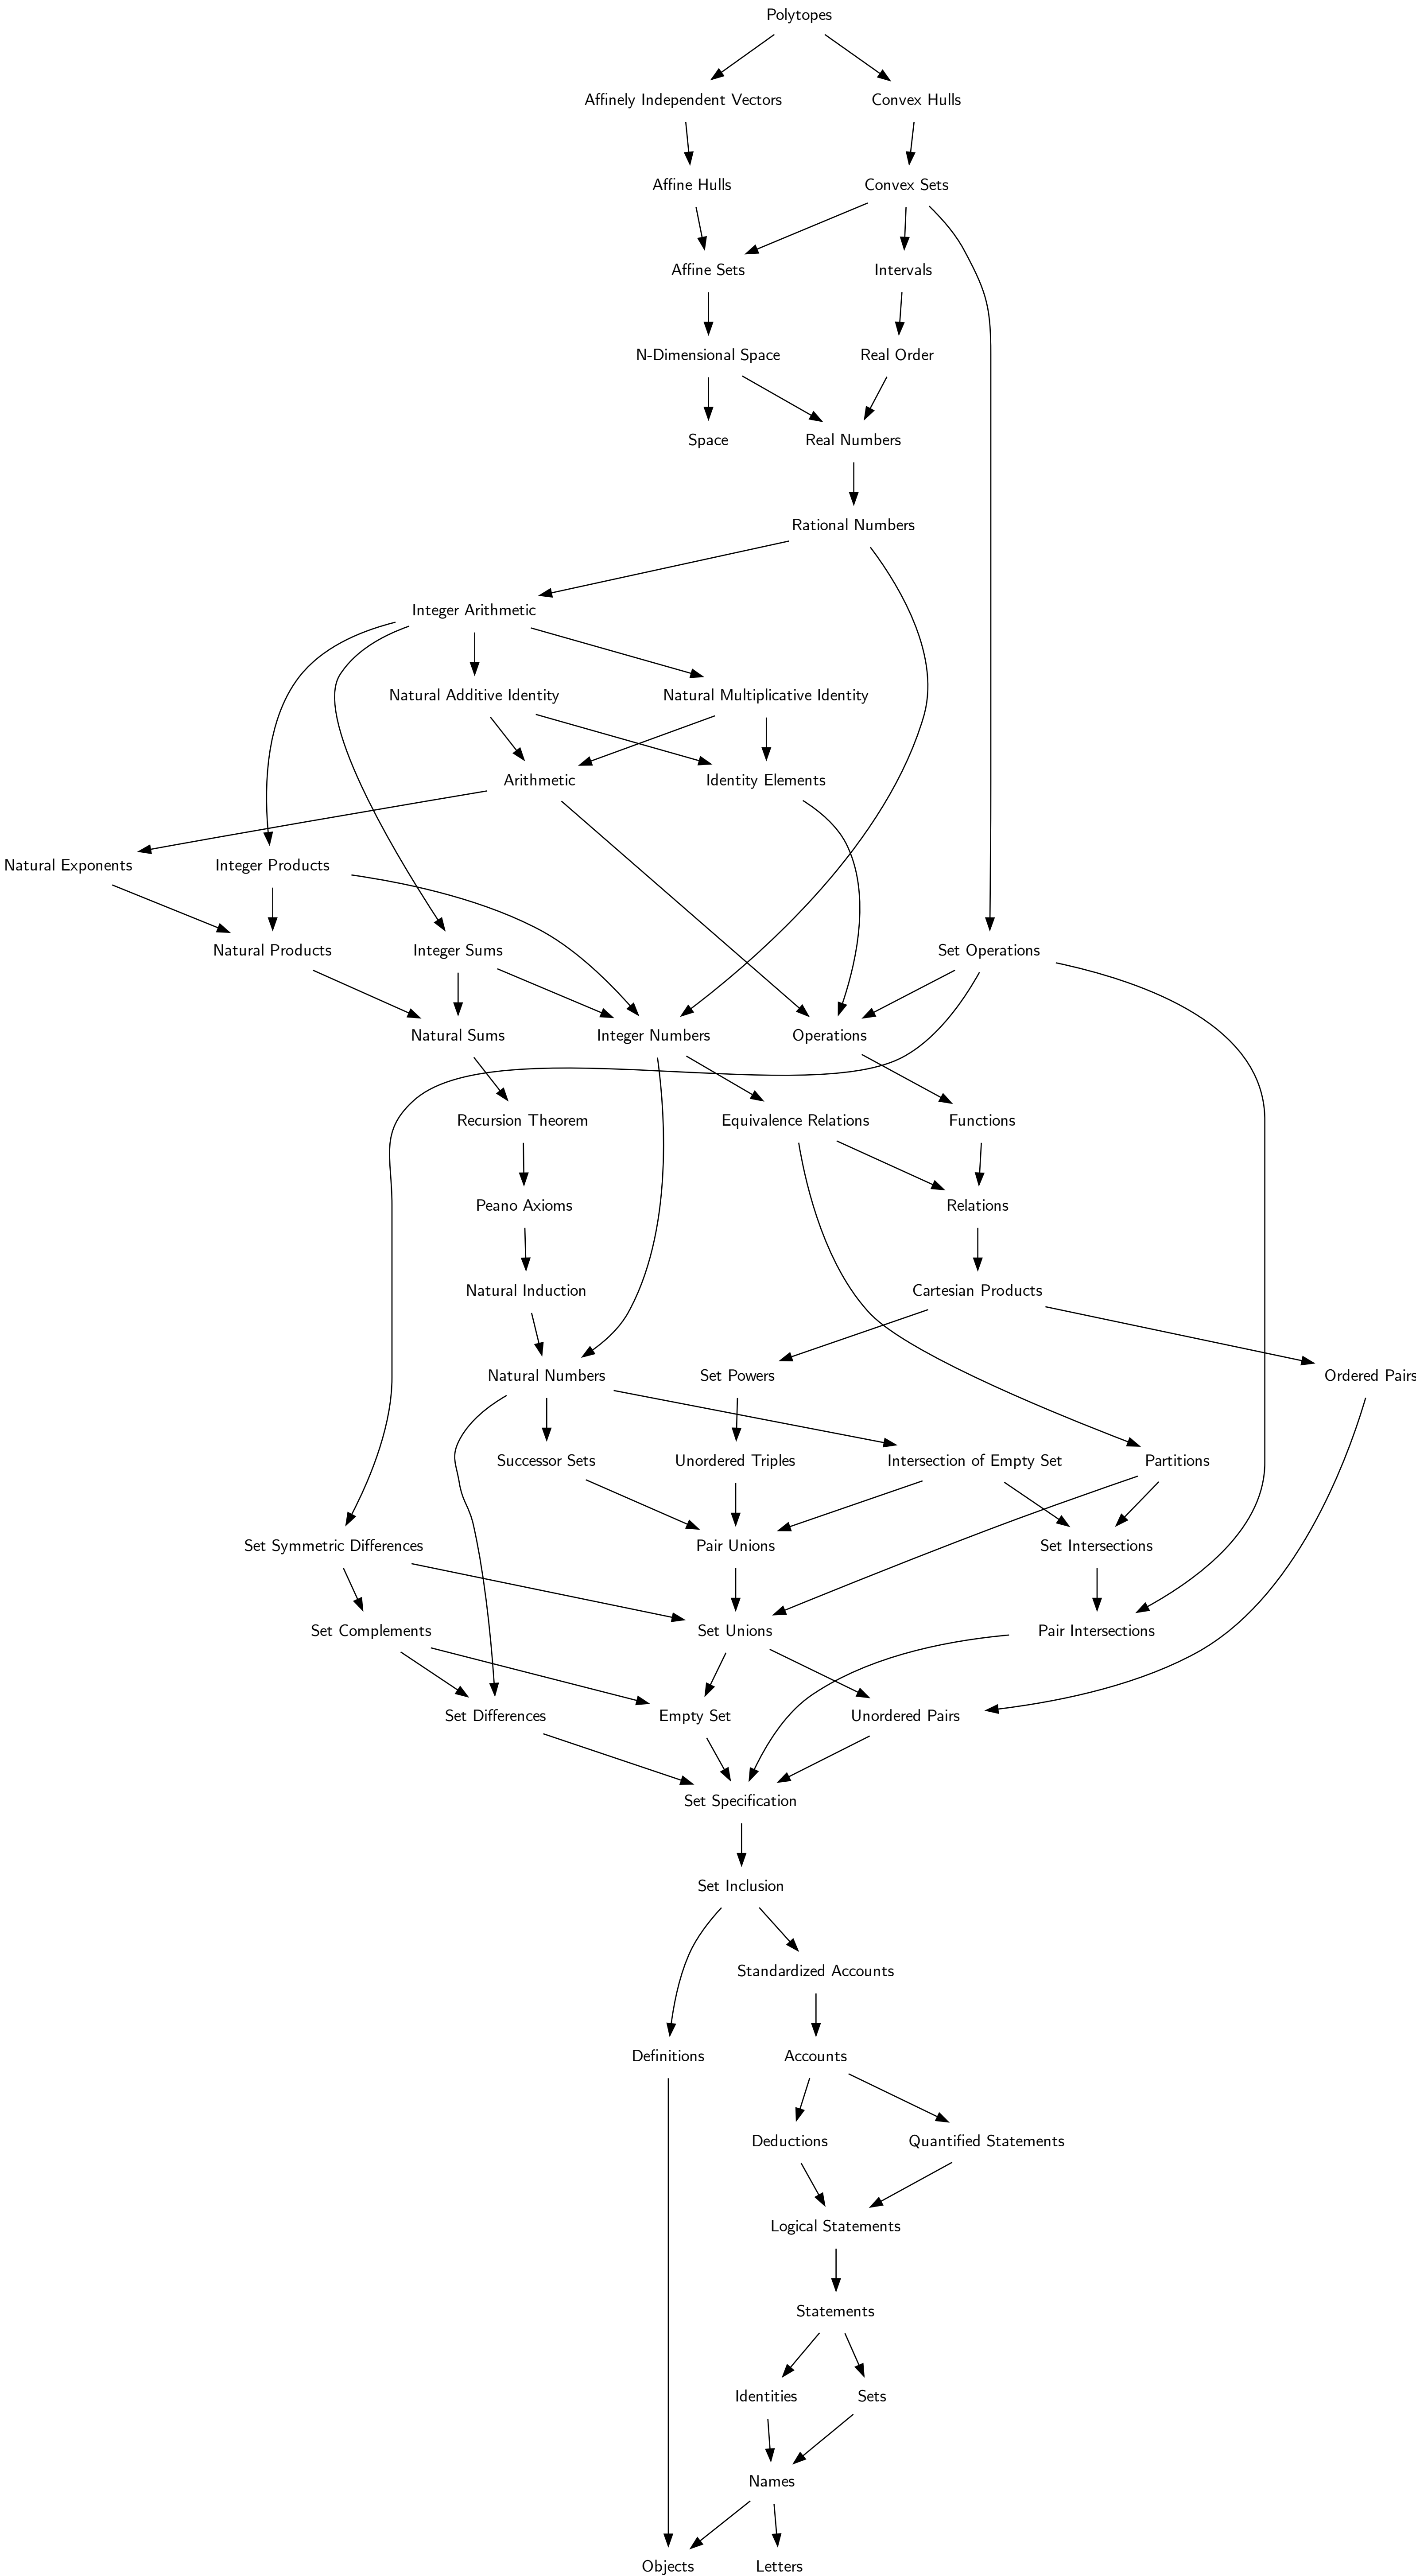 Polytopes
Affinely Independent Vectors
Convex Hulls
Affine Hulls
Convex Sets
Affine Sets
Intervals
N-Dimensional Space
Real Order
Space
Real Numbers
Rational Numbers
Integer Arithmetic
Natural Additive Identity
Natural Multiplicative Identity
Arithmetic
Identity Elements
Natural Exponents
Integer Products
Natural Products
Integer Sums
Set Operations
Natural Sums
Integer Numbers
Operations
Recursion Theorem
Equivalence Relations
Functions
Peano Axioms
Relations
Natural Induction
Cartesian Products
Natural Numbers
Set Powers
Ordered Pairs
Successor Sets
Unordered Triples
Intersection of Empty Set
Partitions
Set Symmetric Differences
Pair Unions
Set Intersections
Set Complements
Set Unions
Pair Intersections
Set Differences
Empty Set
Unordered Pairs
Set Specification
Set Inclusion
Standardized Accounts
Definitions
Accounts
Deductions
Quantified Statements
Logical Statements
Statements
Identities
Sets
Names
Objects
Letters